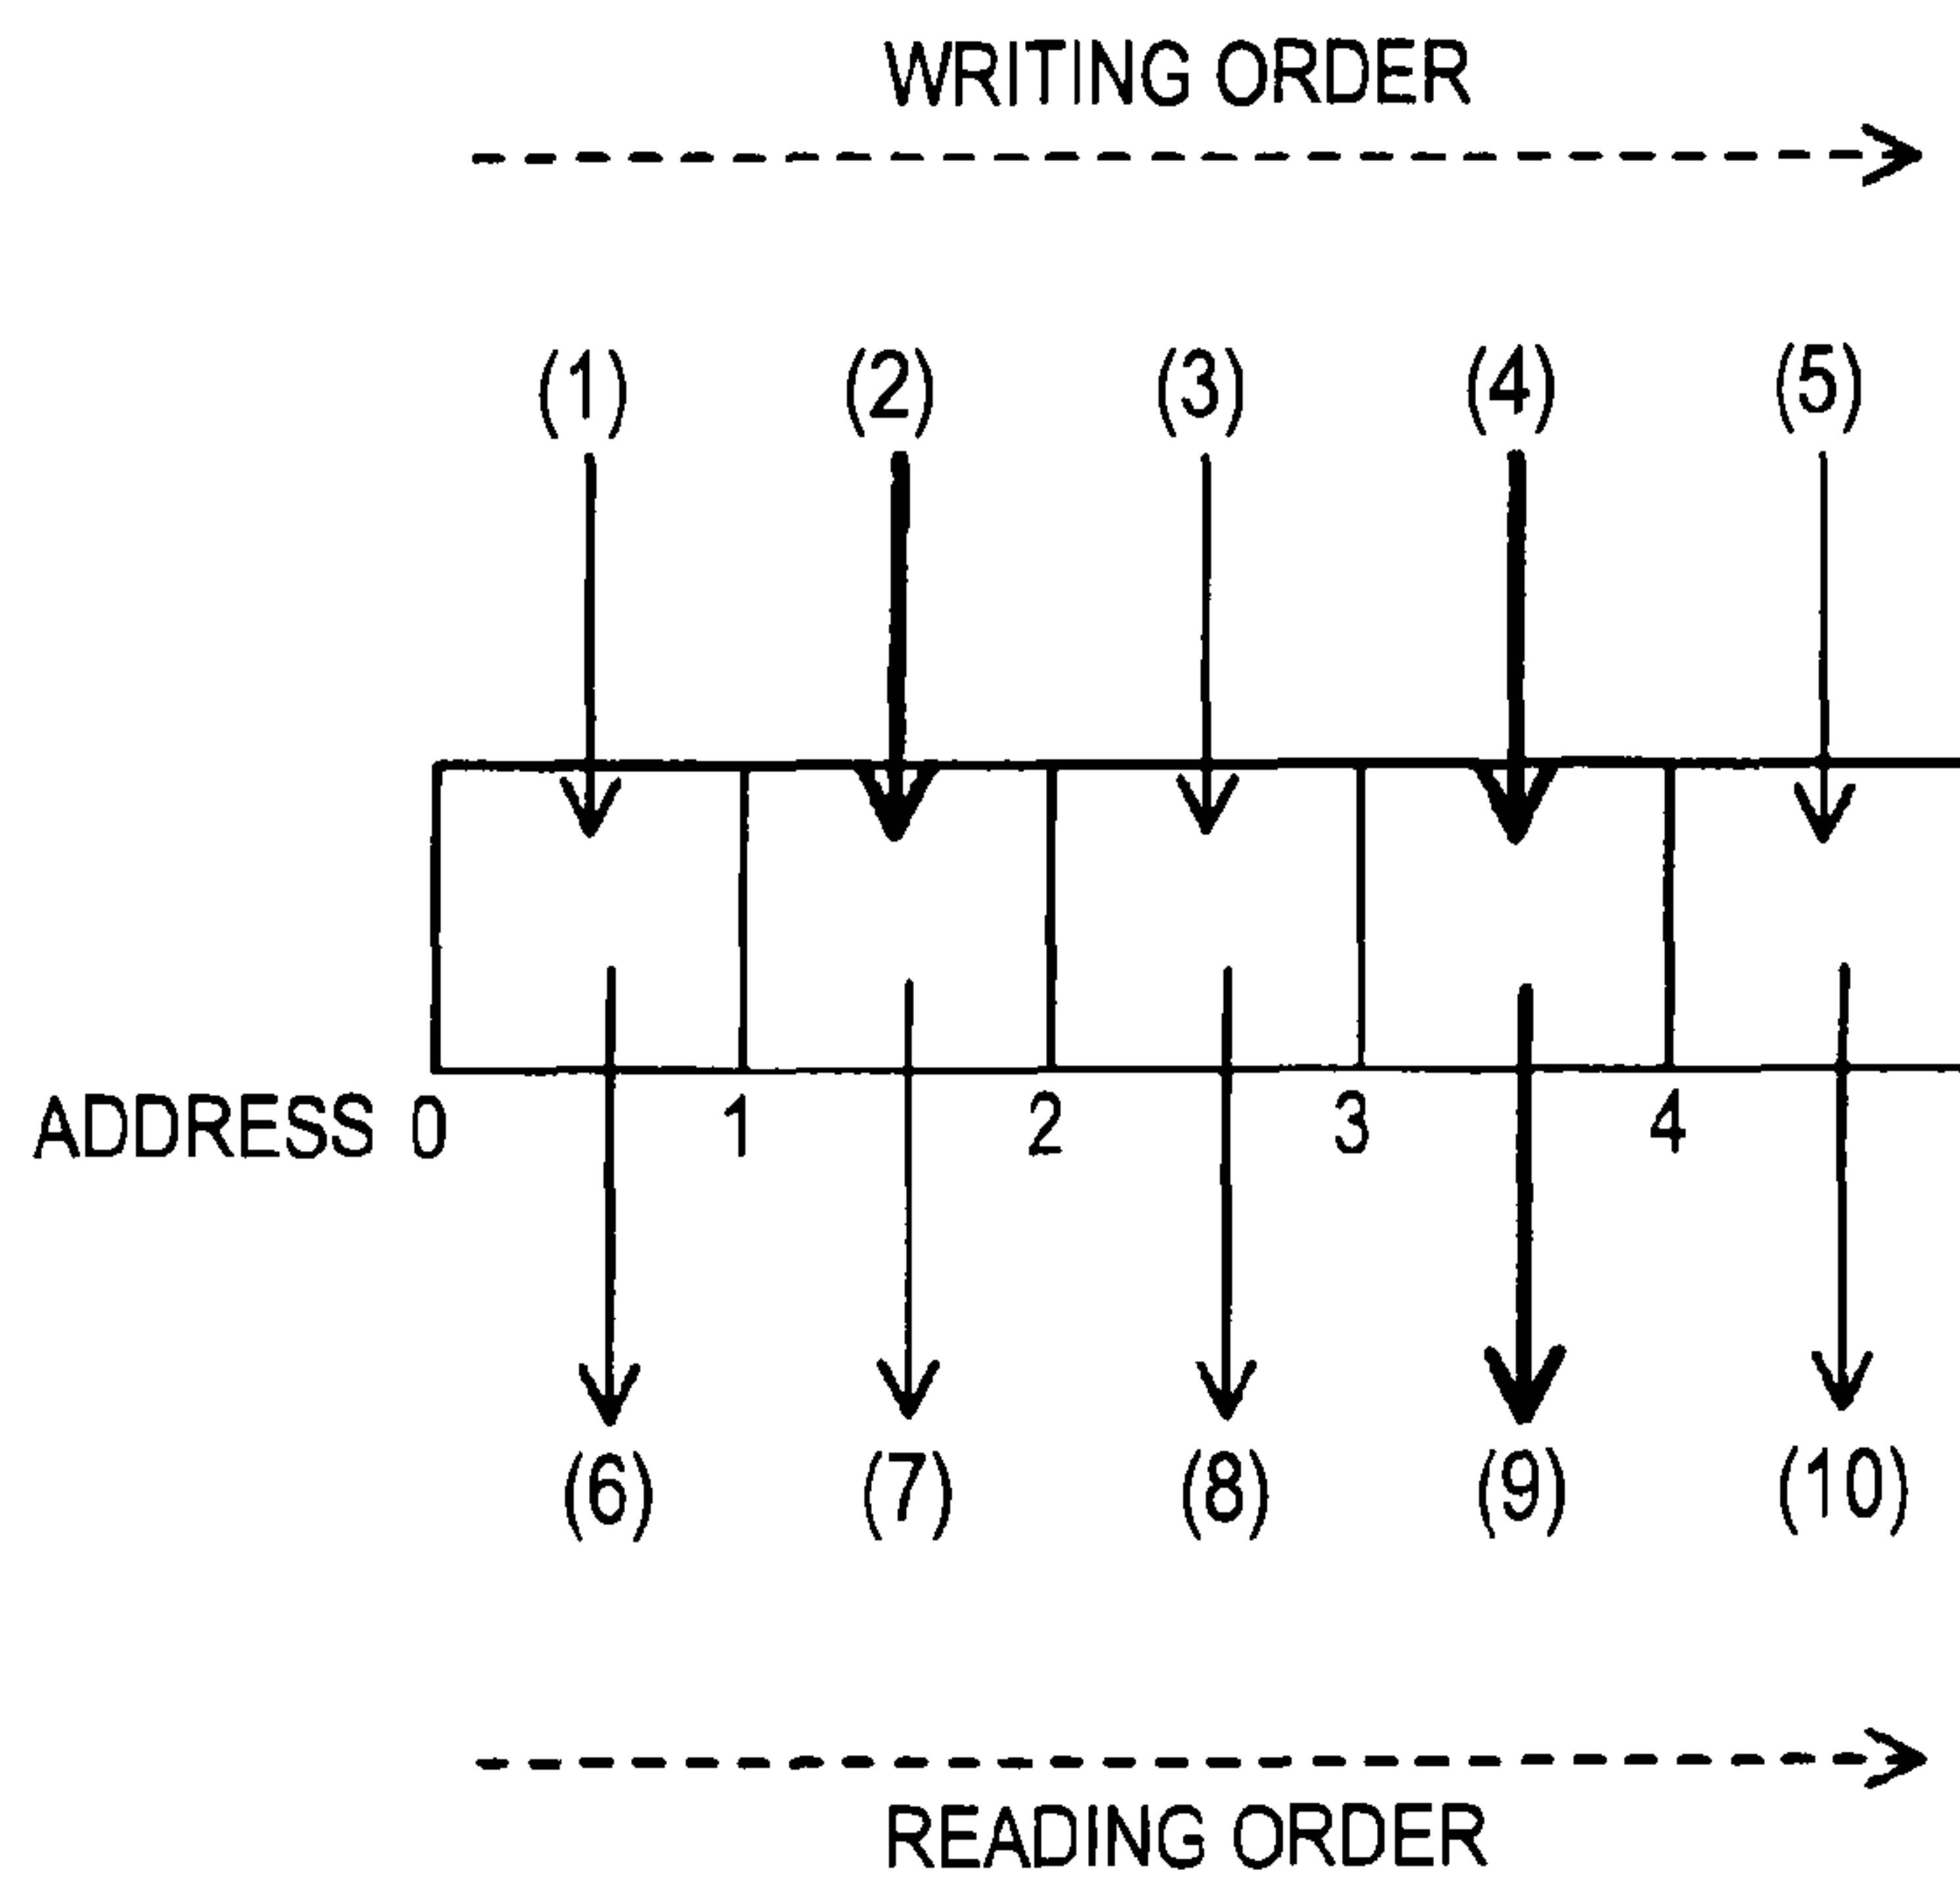 WRITING ORDER
(1) (2) (3) (4) (5)
ADDRESS 0 1 2 3 4
(6) (7) (8) (9) (10)
READING ORDER